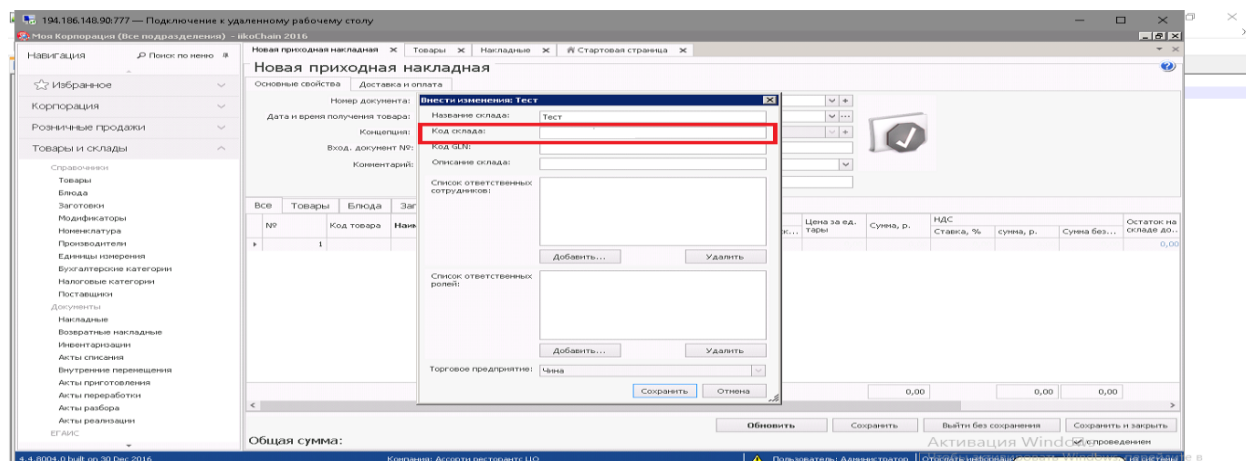 194.186.148.90:777 — Подключение к удаленному рабочему столу
Моя Корпорация (Все подразделения) - iikoChain 2016
Навигация
Поиск по меню
Новая приходная накладная
Товары
Накладные
Стартовая страница
Новая приходная накладная
Избранное
Корпорация
Розничные продажи
Товары и склады
Справочники
Товары
Блюда
Заготовки
Модификаторы
Номенклатура
Производители
Единицы измерения
Бухгалтерские категории
Налоговые категории
Поставщики
Документы
Накладные
Возвратные накладные
Инвентаризации
Акты списания
Внутренние перемещения
Акты приготовления
Акты переработки
Акты разбора
Акты реализации
ЕГАИС
Основные свойства
Доставка и оплата
Номер документа:
Дата и время получения товара:
Концепция:
Вход. документ №:
Комментарий:
Внести изменения: Тест
Название склада: Тест
Код склада:
Код GLN:
Описание склада:
Список ответственных
сотрудников:
Добавить...
Удалить
Список ответственных
ролей:
Добавить...
Удалить
Торговое предприятие:
Сохранить
Отмена
Все
Товары
Блюда
Заг
№
Код товара
Наим
Цена за ед.
тары
Сумма, р.
НДС
Ставка, %
сумма, р.
Сумма без...
Остаток на
складе до..
1
0,00
0,00
0,00
0,00
Обновить
Сохранить
Выйти без сохранения
Сохранить и закрыть
Общая сумма:
Активация Windo
с проведением
4.4.8004.0 built on 30 Dec 2016
Компания: Ассорти ресторантс ЦО
Пользователь: Администратор